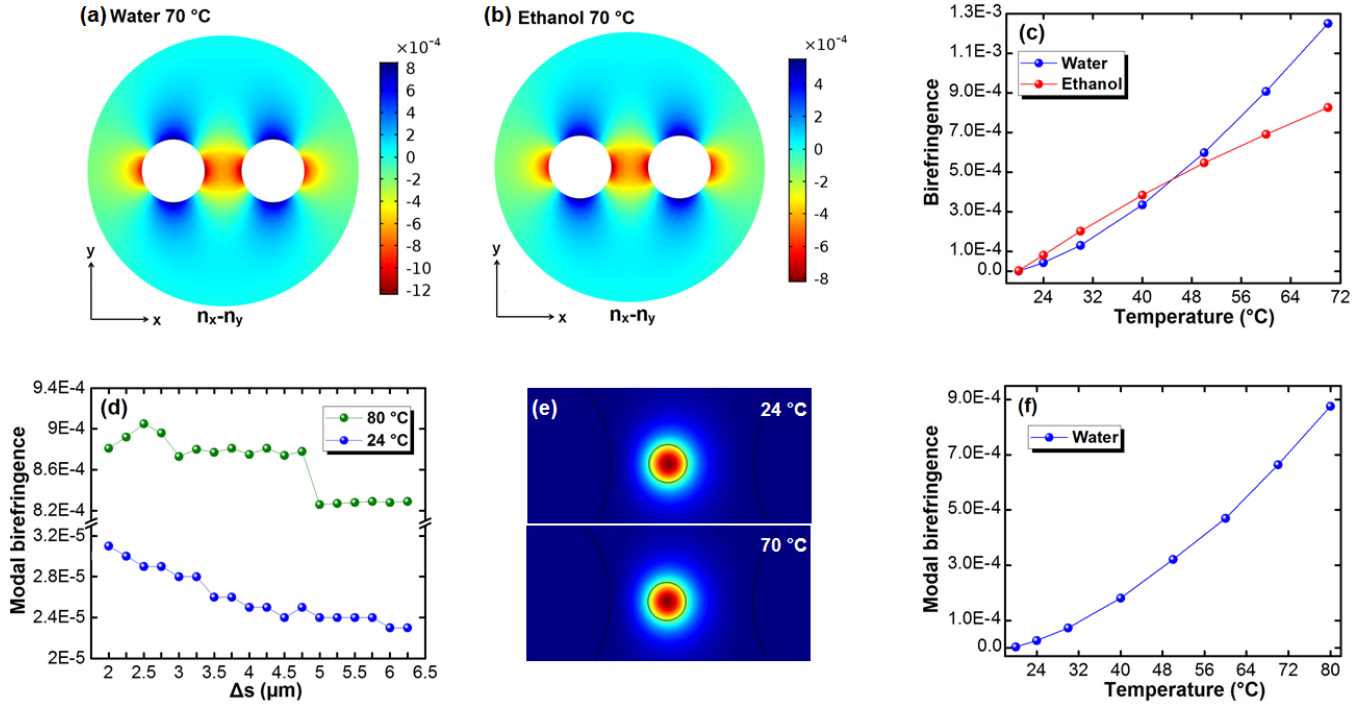 (a) Water 70 °C
×10⁻⁴
8
6
4
2
0
-2
-4
-6
-8
-10
-12
y
x
nₓ-nᵧ
(b) Ethanol 70 °C
×10⁻⁴
4
2
0
-2
-4
-6
-8
y
x
nₓ-nᵧ
(c)
Water
Ethanol
Birefringence
1.3E-3
1.1E-3
9.0E-4
7.0E-4
5.0E-4
3.0E-4
1.0E-4
0.0
24 32 40 48 56 64 72
Temperature (°C)
(d)
80 °C
24 °C
Modal birefringence
9.4E-4
9E-4
8.6E-4
8.2E-4
3.2E-5
2.8E-5
2.4E-5
2E-5
2 2.5 3 3.5 4 4.5 5 5.5 6 6.5
Δs (µm)
(e)
24 °C
70 °C
(f)
Water
Modal birefringence
9.0E-4
7.0E-4
5.0E-4
3.0E-4
1.0E-4
0.0
24 32 40 48 56 64 72 80
Temperature (°C)